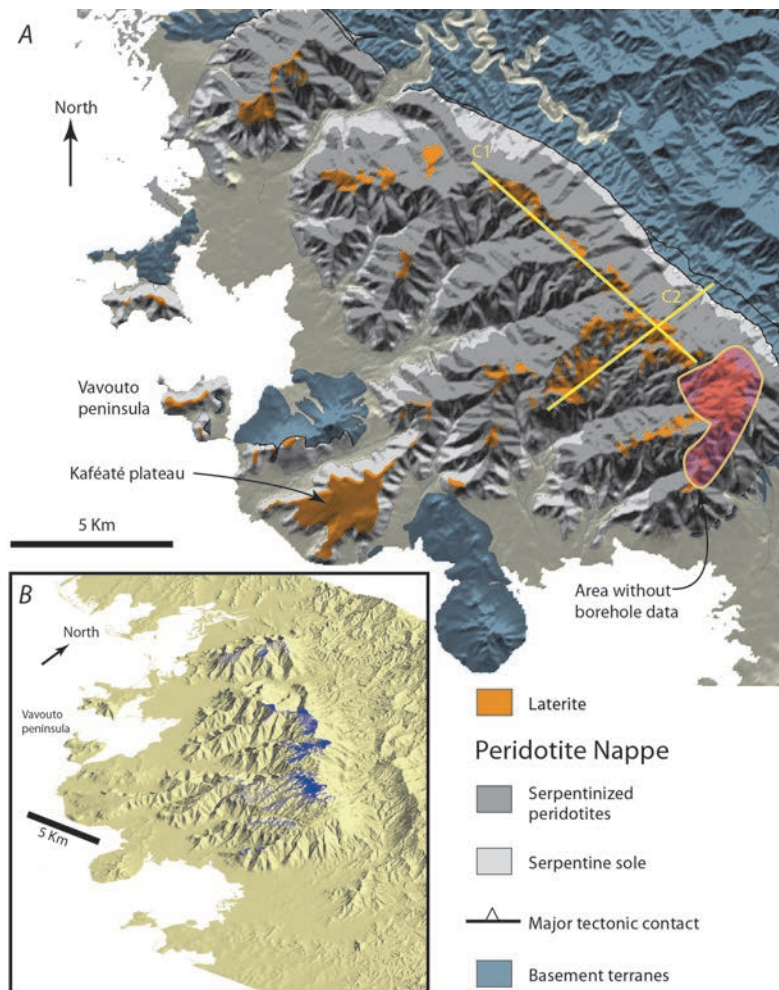 A
North
C1
C2
Vavouto
peninsula
Kaféaté plateau
5 Km
Area without
borehole data
B
North
Vavouto
peninsula
5 Km
Laterite
Peridotite Nappe
Serpentinized
peridotites
Serpentine sole
Major tectonic contact
Basement terranes